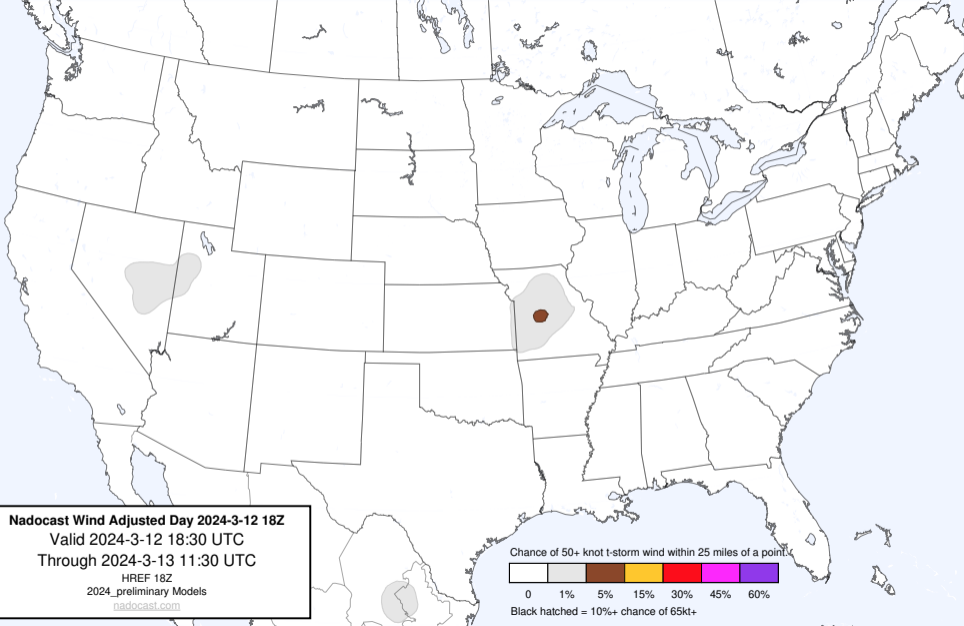 Nadocast Wind Adjusted Day 2024-3-12 18Z
Valid 2024-3-12 18:30 UTC
Through 2024-3-13 11:30 UTC
HREF 18Z
2024_preliminary Models
nadocast.com
Chance of 50+ knot t-storm wind within 25 miles of a point.
0 1% 5% 15% 30% 45% 60%
Black hatched = 10%+ chance of 65kt+